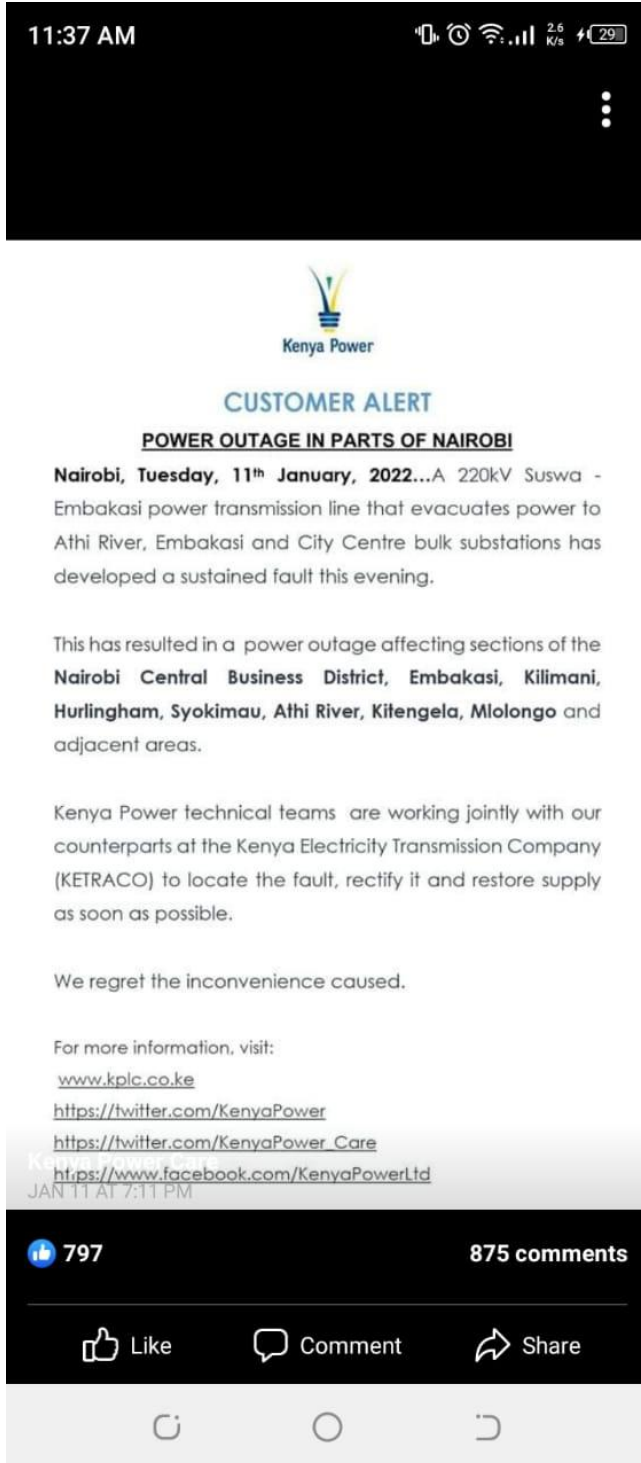 11:37 AM
2.6
K/s
29
Kenya Power
CUSTOMER ALERT
POWER OUTAGE IN PARTS OF NAIROBI
Nairobi, Tuesday, 11th January, 2022...A 220kV Suswa -
Embakasi power transmission line that evacuates power to
Athi River, Embakasi and City Centre bulk substations has
developed a sustained fault this evening.
This has resulted in a power outage affecting sections of the
Nairobi Central Business District, Embakasi, Kilimani,
Hurlingham, Syokimau, Athi River, Kitengela, Mlolongo and
adjacent areas.
Kenya Power technical teams are working jointly with our
counterparts at the Kenya Electricity Transmission Company
(KETRACO) to locate the fault, rectify it and restore supply
as soon as possible.
We regret the inconvenience caused.
For more information, visit:
www.kplc.co.ke
https://twitter.com/KenyaPower
https://twitter.com/KenyaPower_Care
Kenya Power Care
https://www.facebook.com/KenyaPowerLtd
JAN 11 AT 7:11 PM
797
875 comments
Like
Comment
Share